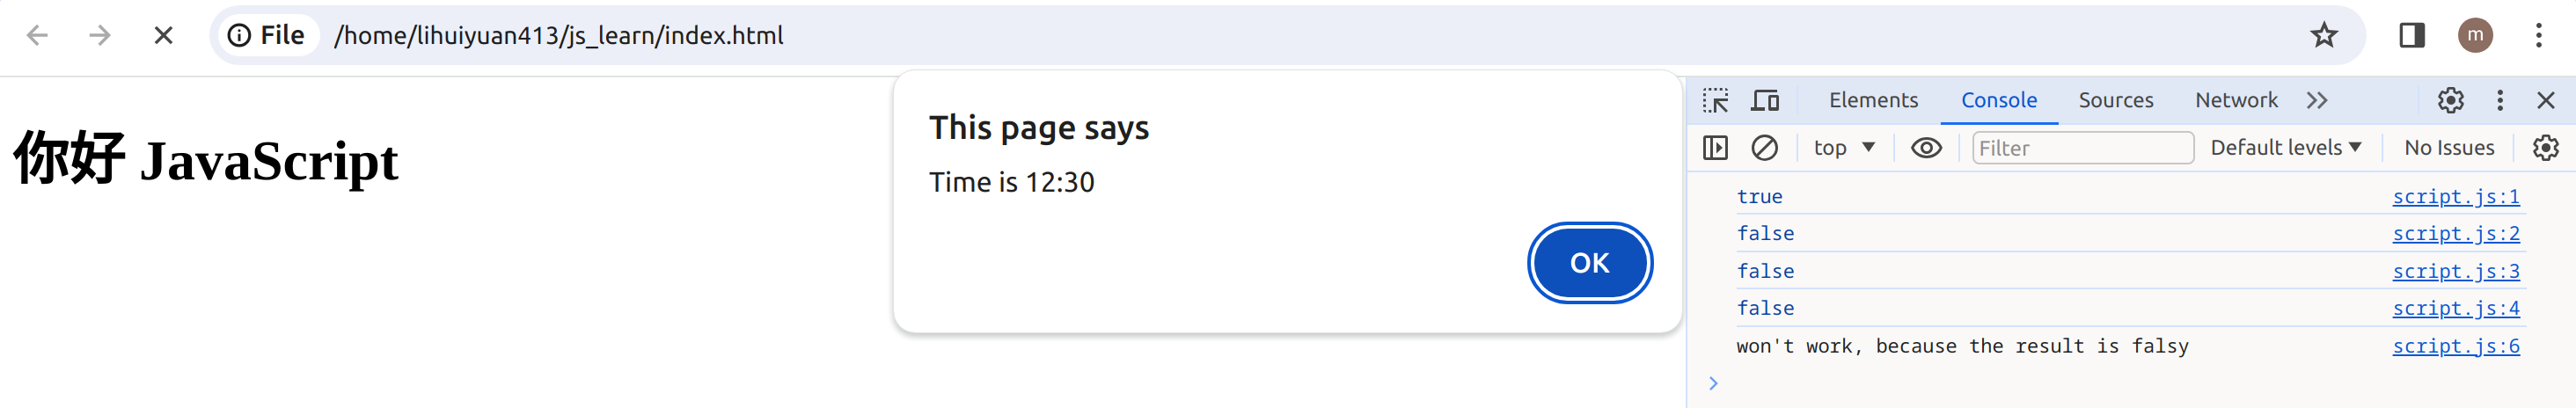 File /home/lihuiyuan413/js_learn/index.html
m
你好 JavaScript
This page says
Time is 12:30
OK
Elements Console Sources Network
top Filter Default levels No Issues
true script.js:1
false script.js:2
false script.js:3
false script.js:4
won't work, because the result is falsy script.js:6